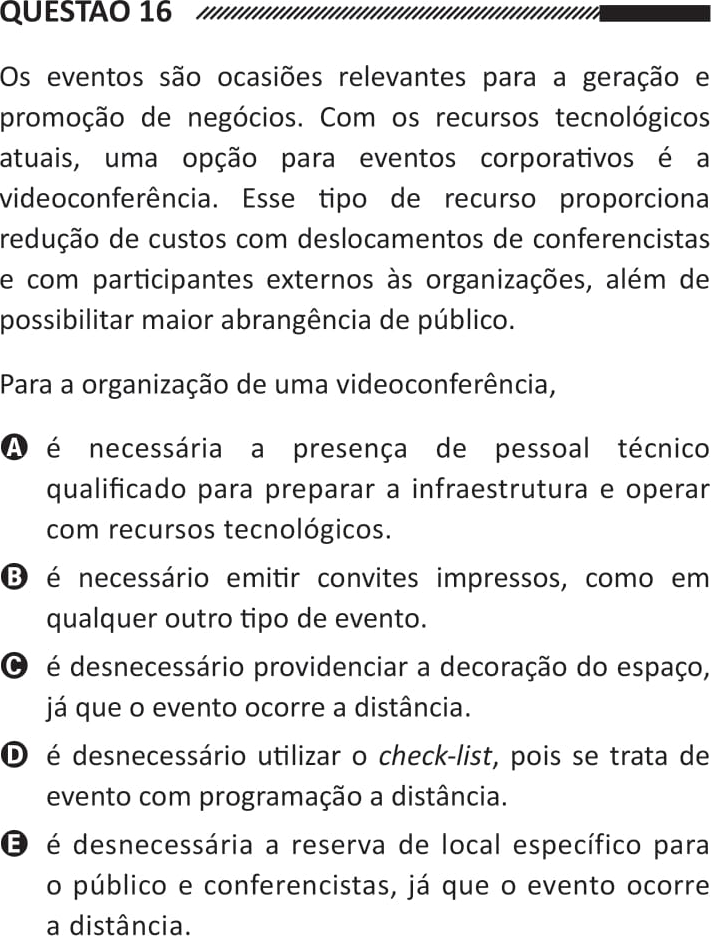 QUESTÃO 16
Os eventos são ocasiões relevantes para a geração e
promoção de negócios. Com os recursos tecnológicos
atuais, uma opção para eventos corporativos é a
videoconferência. Esse tipo de recurso proporciona
redução de custos com deslocamentos de conferencistas
e com participantes externos às organizações, além de
possibilitar maior abrangência de público.
Para a organização de uma videoconferência,
A é necessária a presença de pessoal técnico
qualificado para preparar a infraestrutura e operar
com recursos tecnológicos.
B é necessário emitir convites impressos, como em
qualquer outro tipo de evento.
C é desnecessário providenciar a decoração do espaço,
já que o evento ocorre a distância.
D é desnecessário utilizar o check-list, pois se trata de
evento com programação a distância.
E é desnecessária a reserva de local específico para
o público e conferencistas, já que o evento ocorre
a distância.